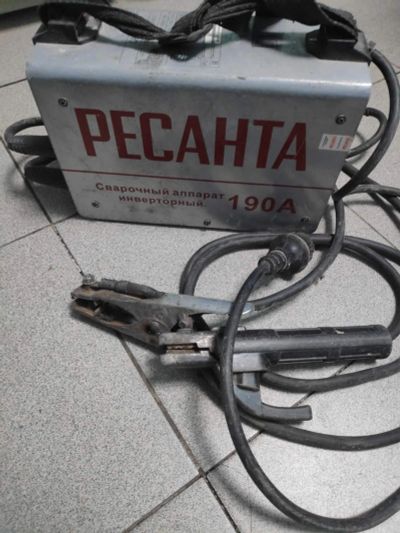 РЕСАНТА
Сварочный аппарат
инверторный.
190А